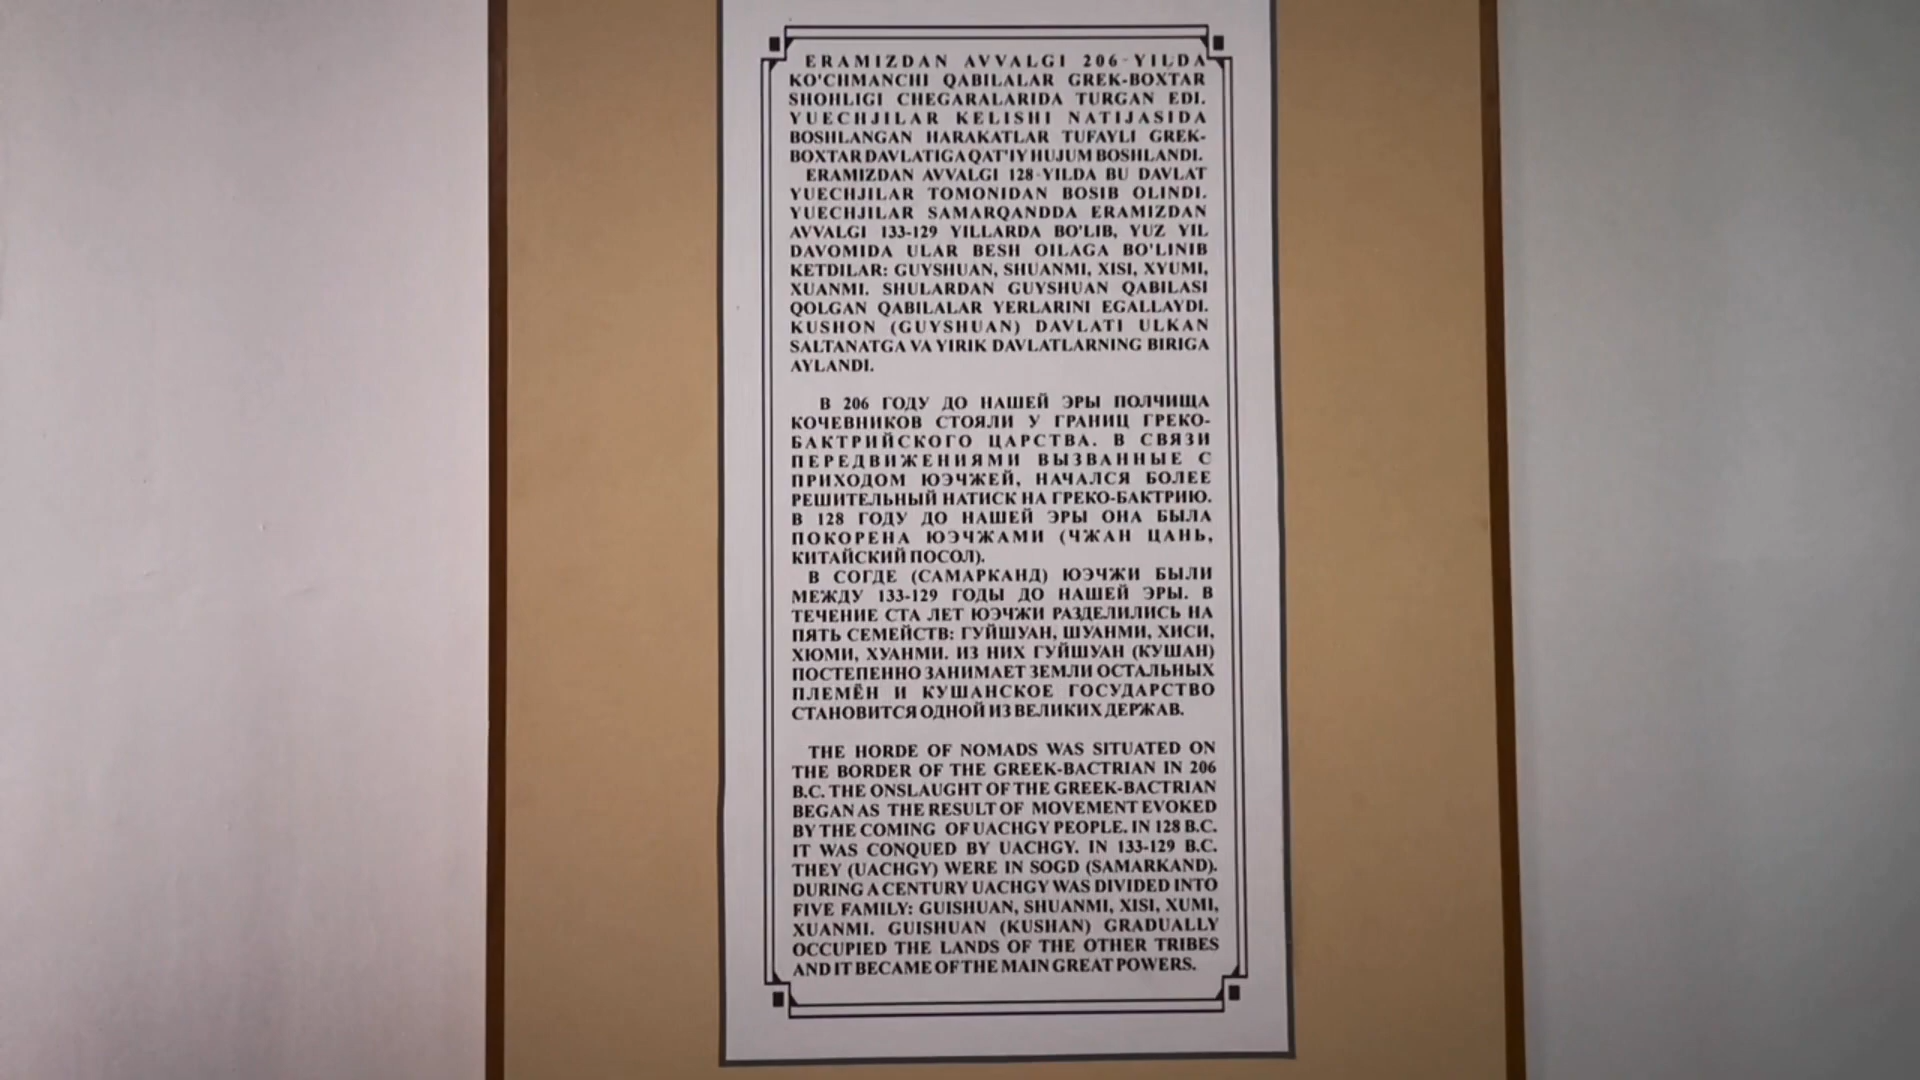 ERAMIZDAN AVVALGI 206-YILDA
KO'CHMANCHI QABILALAR GREK-BOXTAR
SHOHLIGI CHEGARALARIDA TURGAN EDI.
YUECHJILAR KELISHI NATIJASIDA
BOSHLANGAN HARAKATLAR TUFAYLI GREK-
BOXTAR DAVLATIGA QAT'IY HUJUM BOSHLANDI.
ERAMIZDAN AVVALGI 128-YILDA BU DAVLAT
YUECHJILAR TOMONIDAN BOSIB OLINDI.
YUECHJILAR SAMARQANDDA ERAMIZDAN
AVVALGI 133-129 YILLARDA BO'LIB, YUZ YIL
DAVOMIDA ULAR BESH OILAGA BO'LINIB
KETDILAR: GUYSHUAN, SHUANMI, XISI, XYUMI,
XUANMI. SHULARDAN GUYSHUAN QABILASI
QOLGAN QABILALAR YERLARINI EGALLAYDI.
KUSHON (GUYSHUAN) DAVLATI ULKAN
SALTANATGA VA YIRIK DAVLATLARNING BIRIGA
AYLANDI.
В 206 ГОДУ ДО НАШЕЙ ЭРЫ ПОЛЧИЩА
КОЧЕВНИКОВ СТОЯЛИ У ГРАНИЦ ГРЕКО-
БАКТРИЙСКОГО ЦАРСТВА. В СВЯЗИ
ПЕРЕДВИЖЕНИЯМИ ВЫЗВАННЫЕ С
ПРИХОДОМ ЮЭЧЖЕЙ, НАЧАЛСЯ БОЛЕЕ
РЕШИТЕЛЬНЫЙ НАТИСК НА ГРЕКО-БАКТРИЮ.
В 128 ГОДУ ДО НАШЕЙ ЭРЫ ОНА БЫЛА
ПОКОРЕНА ЮЭЧЖАМИ (ЧЖАН ЦАНЬ,
КИТАЙСКИЙ ПОСОЛ).
В СОГДЕ (САМАРКАНД) ЮЭЧЖИ БЫЛИ
МЕЖДУ 133-129 ГОДЫ ДО НАШЕЙ ЭРЫ. В
ТЕЧЕНИЕ СТА ЛЕТ ЮЭЧЖИ РАЗДЕЛИЛИСЬ НА
ПЯТЬ СЕМЕЙСТВ: ГУЙШУАН, ШУАНМИ, ХИСИ,
ХЮМИ, ХУАНМИ. ИЗ НИХ ГУЙШУАН (КУШАН)
ПОСТЕПЕННО ЗАНИМАЕТ ЗЕМЛИ ОСТАЛЬНЫХ
ПЛЕМЁН И КУШАНСКОЕ ГОСУДАРСТВО
СТАНОВИТСЯ ОДНОЙ ИЗ ВЕЛИКИХ ДЕРЖАВ.
THE HORDE OF NOMADS WAS SITUATED ON
THE BORDER OF THE GREEK-BACTRIAN IN 206
B.C. THE ONSLAUGHT OF THE GREEK-BACTRIAN
BEGAN AS THE RESULT OF MOVEMENT EVOKED
BY THE COMING OF UACHGY PEOPLE. IN 128 B.C.
IT WAS CONQUED BY UACHGY. IN 133-129 B.C.
THEY (UACHGY) WERE IN SOGD (SAMARKAND).
DURING A CENTURY UACHGY WAS DIVIDED INTO
FIVE FAMILY: GUISHUAN, SHUANMI, XISI, XUMI,
XUANMI. GUISHUAN (KUSHAN) GRADUALLY
OCCUPIED THE LANDS OF THE OTHER TRIBES
AND IT BECAME OF THE MAIN GREAT POWERS.